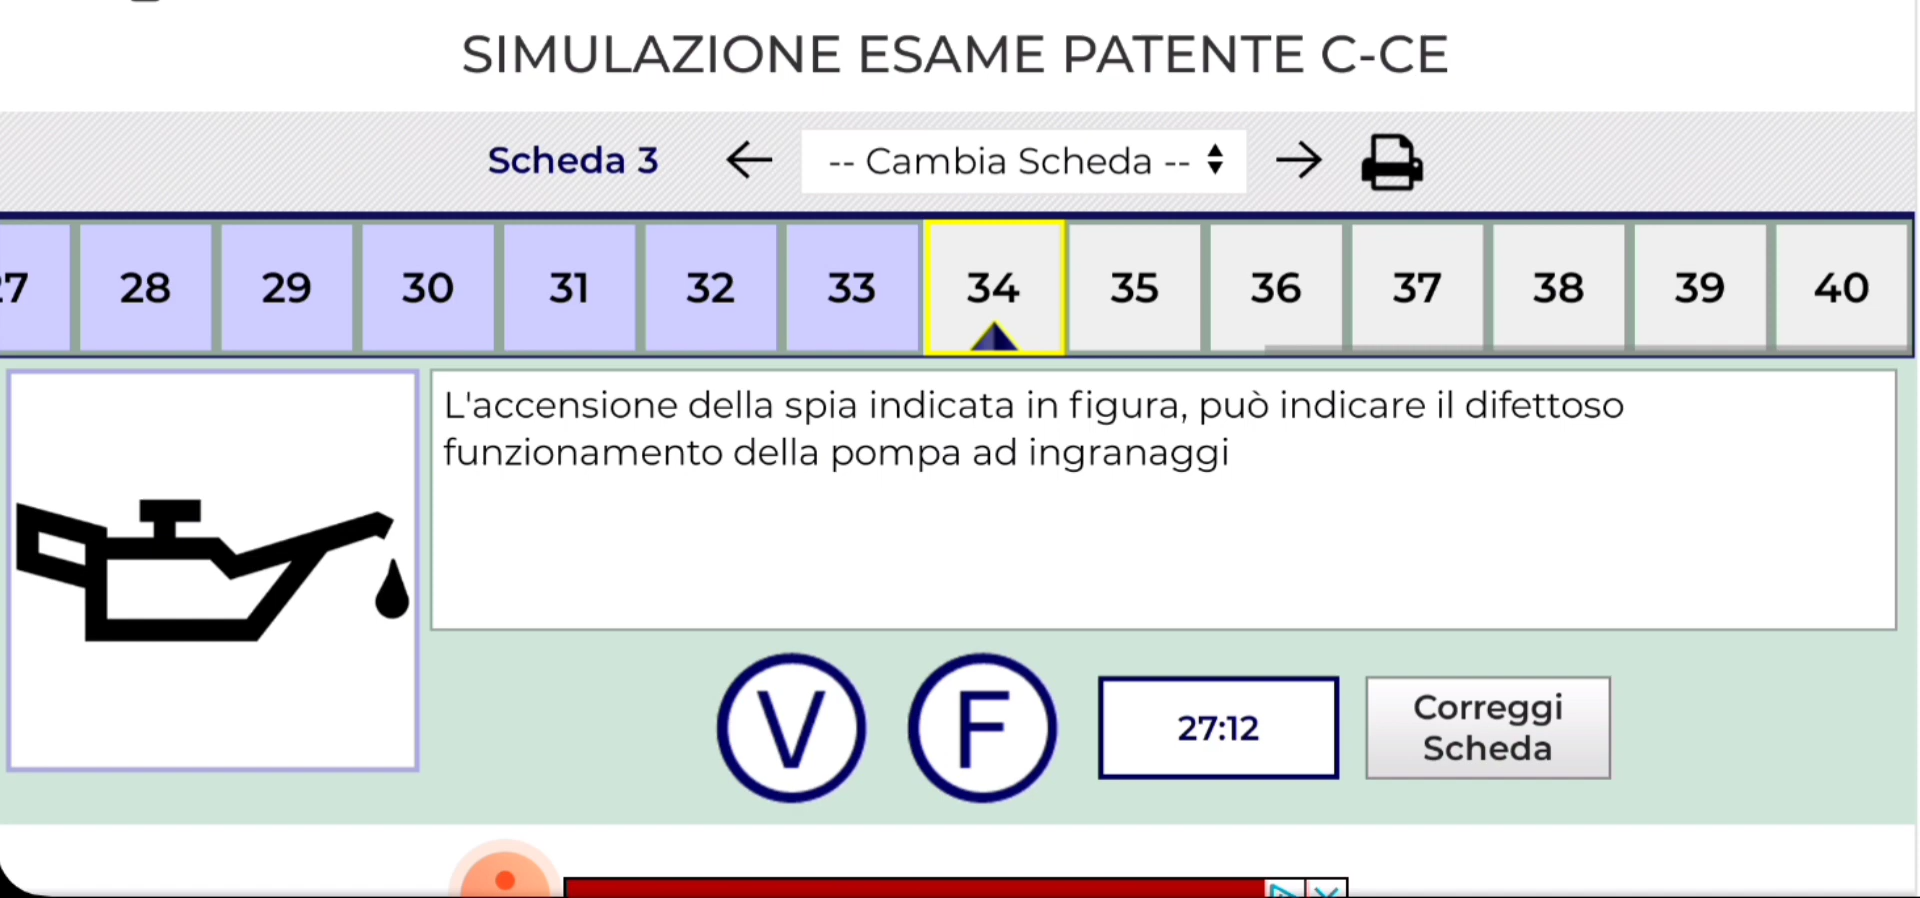 SIMULAZIONE ESAME PATENTE C-CE
Scheda 3 -- Cambia Scheda --
27 28 29 30 31 32 33 34 35 36 37 38 39 40
L'accensione della spia indicata in figura, può indicare il difettoso
funzionamento della pompa ad ingranaggi
V F 27:12 Correggi
Scheda